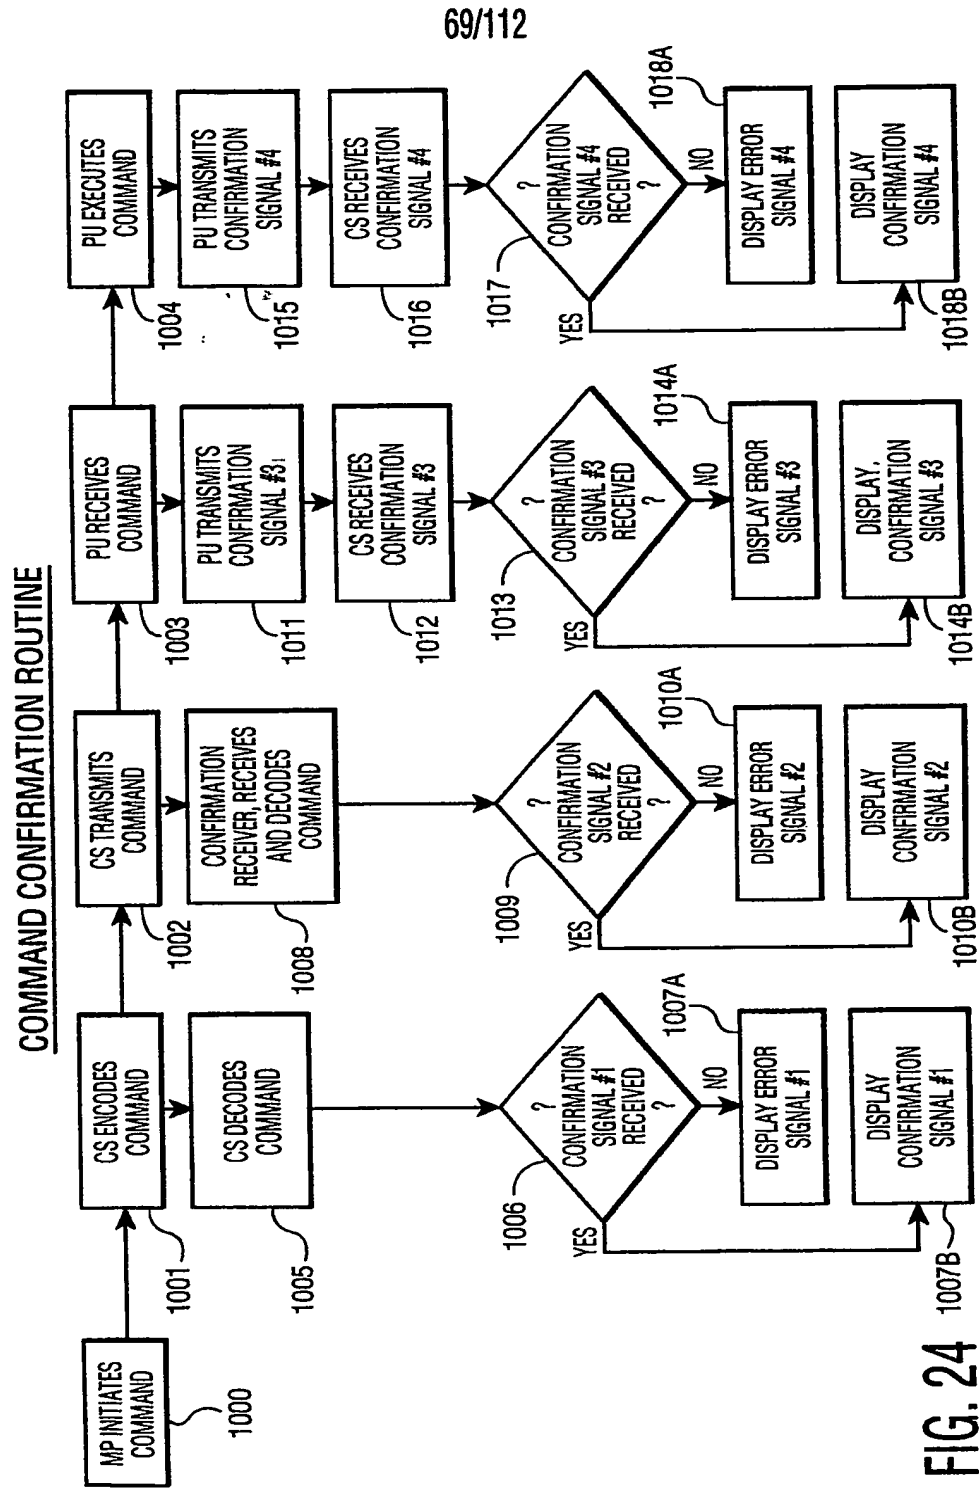 69/112
COMMAND CONFIRMATION ROUTINE
MP INITIATES
COMMAND
1000
CS ENCODES
COMMAND
1001
CS TRANSMITS
COMMAND
1002
PU RECEIVES
COMMAND
1003
PU EXECUTES
COMMAND
1004
CS DECODES
COMMAND
1005
CONFIRMATION
RECEIVER, RECEIVES
AND DECODES
COMMAND
1008
PU TRANSMITS
CONFIRMATION
SIGNAL #3
1011
PU TRANSMITS
CONFIRMATION
SIGNAL #4
1015
CS RECEIVES
CONFIRMATION
SIGNAL #3
1012
CS RECEIVES
CONFIRMATION
SIGNAL #4
1016
?
CONFIRMATION
SIGNAL #1
RECEIVED
?
1006
YES
NO
?
CONFIRMATION
SIGNAL #2
RECEIVED
?
1009
YES
NO
?
CONFIRMATION
SIGNAL #3
RECEIVED
?
1013
YES
NO
?
CONFIRMATION
SIGNAL #4
RECEIVED
?
1017
YES
NO
DISPLAY ERROR
SIGNAL #1
1007A
DISPLAY ERROR
SIGNAL #2
1010A
DISPLAY ERROR
SIGNAL #3
1014A
DISPLAY ERROR
SIGNAL #4
1018A
DISPLAY
CONFIRMATION
SIGNAL #1
1007B
DISPLAY
CONFIRMATION
SIGNAL #2
1010B
DISPLAY.
CONFIRMATION
SIGNAL #3
1014B
DISPLAY
CONFIRMATION
SIGNAL #4
1018B
FIG. 24